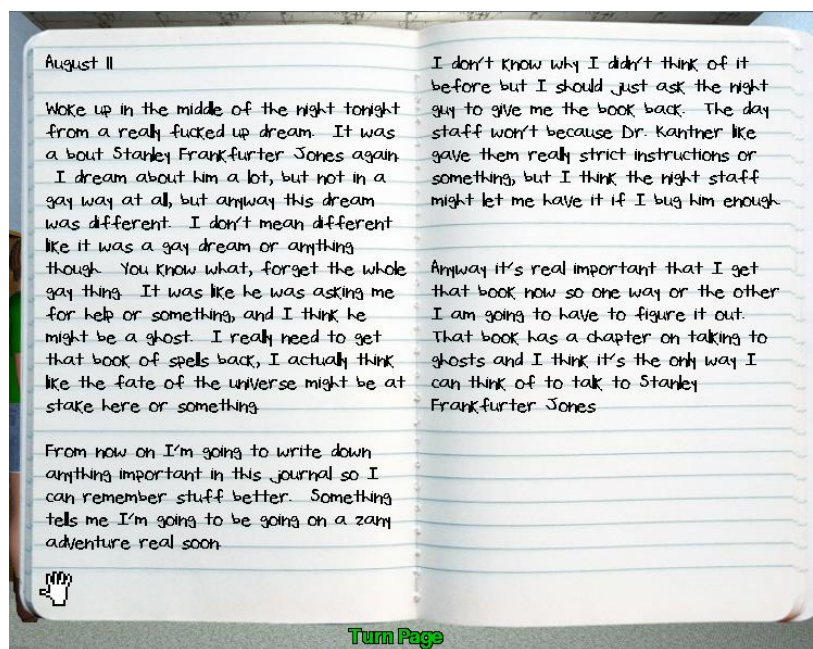 August 11
Woke up in the middle of the night tonight
from a really fucked up dream. It was
a bout Stanley Frankfurter Jones again.
I dream about him a lot, but not in a
gay way at all, but anyway this dream
was different. I don't mean different
like it was a gay dream or anything
though. You know what, forget the whole
gay thing. It was like he was asking me
for help or something, and I think he
might be a ghost. I really need to get
that book of spells back, I actually think
like the fate of the universe might be at
stake here or something.
From now on I'm going to write down
anything important in this journal so I
can remember stuff better. Something
tells me I'm going to be going on a zany
adventure real soon.
I don't know why I didn't think of it
before but I should just ask the night
guy to give me the book back. The day
staff won't because Dr. Kantner like
gave them really strict instructions or
something, but I think the night staff
might let me have it if I bug him enough.
Anyway it's real important that I get
that book now so one way or the other
I am going to have to figure it out.
That book has a chapter on talking to
ghosts and I think it's the only way I
can think of to talk to Stanley
Frankfurter Jones
Turn Page